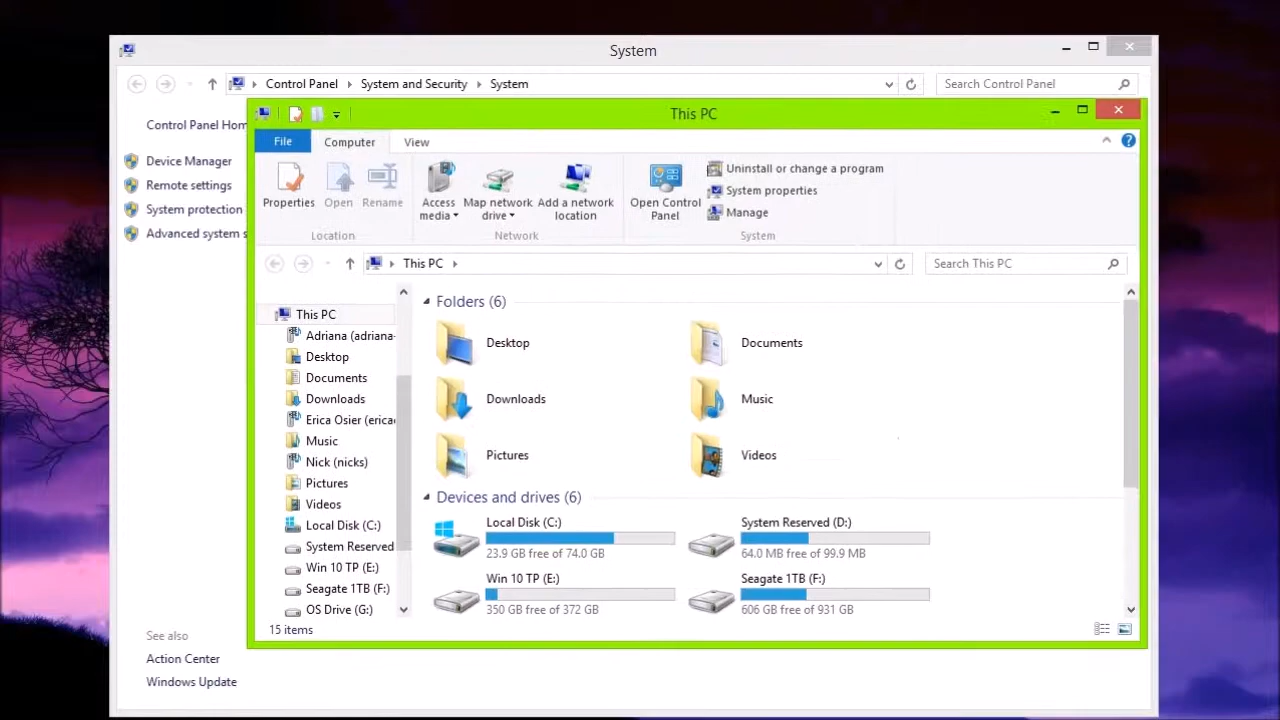 System
Control Panel System and Security System
Search Control Panel
Control Panel Hom
Device Manager
Remote settings
System protection
Advanced system s
See also
Action Center
Windows Update
This PC
File Computer View
Properties
Open
Rename
Location
Access media
Map network drive
Add a network location
Network
Open Control Panel
Uninstall or change a program
System properties
Manage
System
This PC
Search This PC
This PC
Adriana (adriana-
Desktop
Documents
Downloads
Erica Osier (erica
Music
Nick (nicks)
Pictures
Videos
Local Disk (C:)
System Reserved
Win 10 TP (E:)
Seagate 1TB (F:)
OS Drive (G:)
Folders (6)
Desktop
Documents
Downloads
Music
Pictures
Videos
Devices and drives (6)
Local Disk (C:)
23.9 GB free of 74.0 GB
System Reserved (D:)
64.0 MB free of 99.9 MB
Win 10 TP (E:)
350 GB free of 372 GB
Seagate 1TB (F:)
606 GB free of 931 GB
15 items